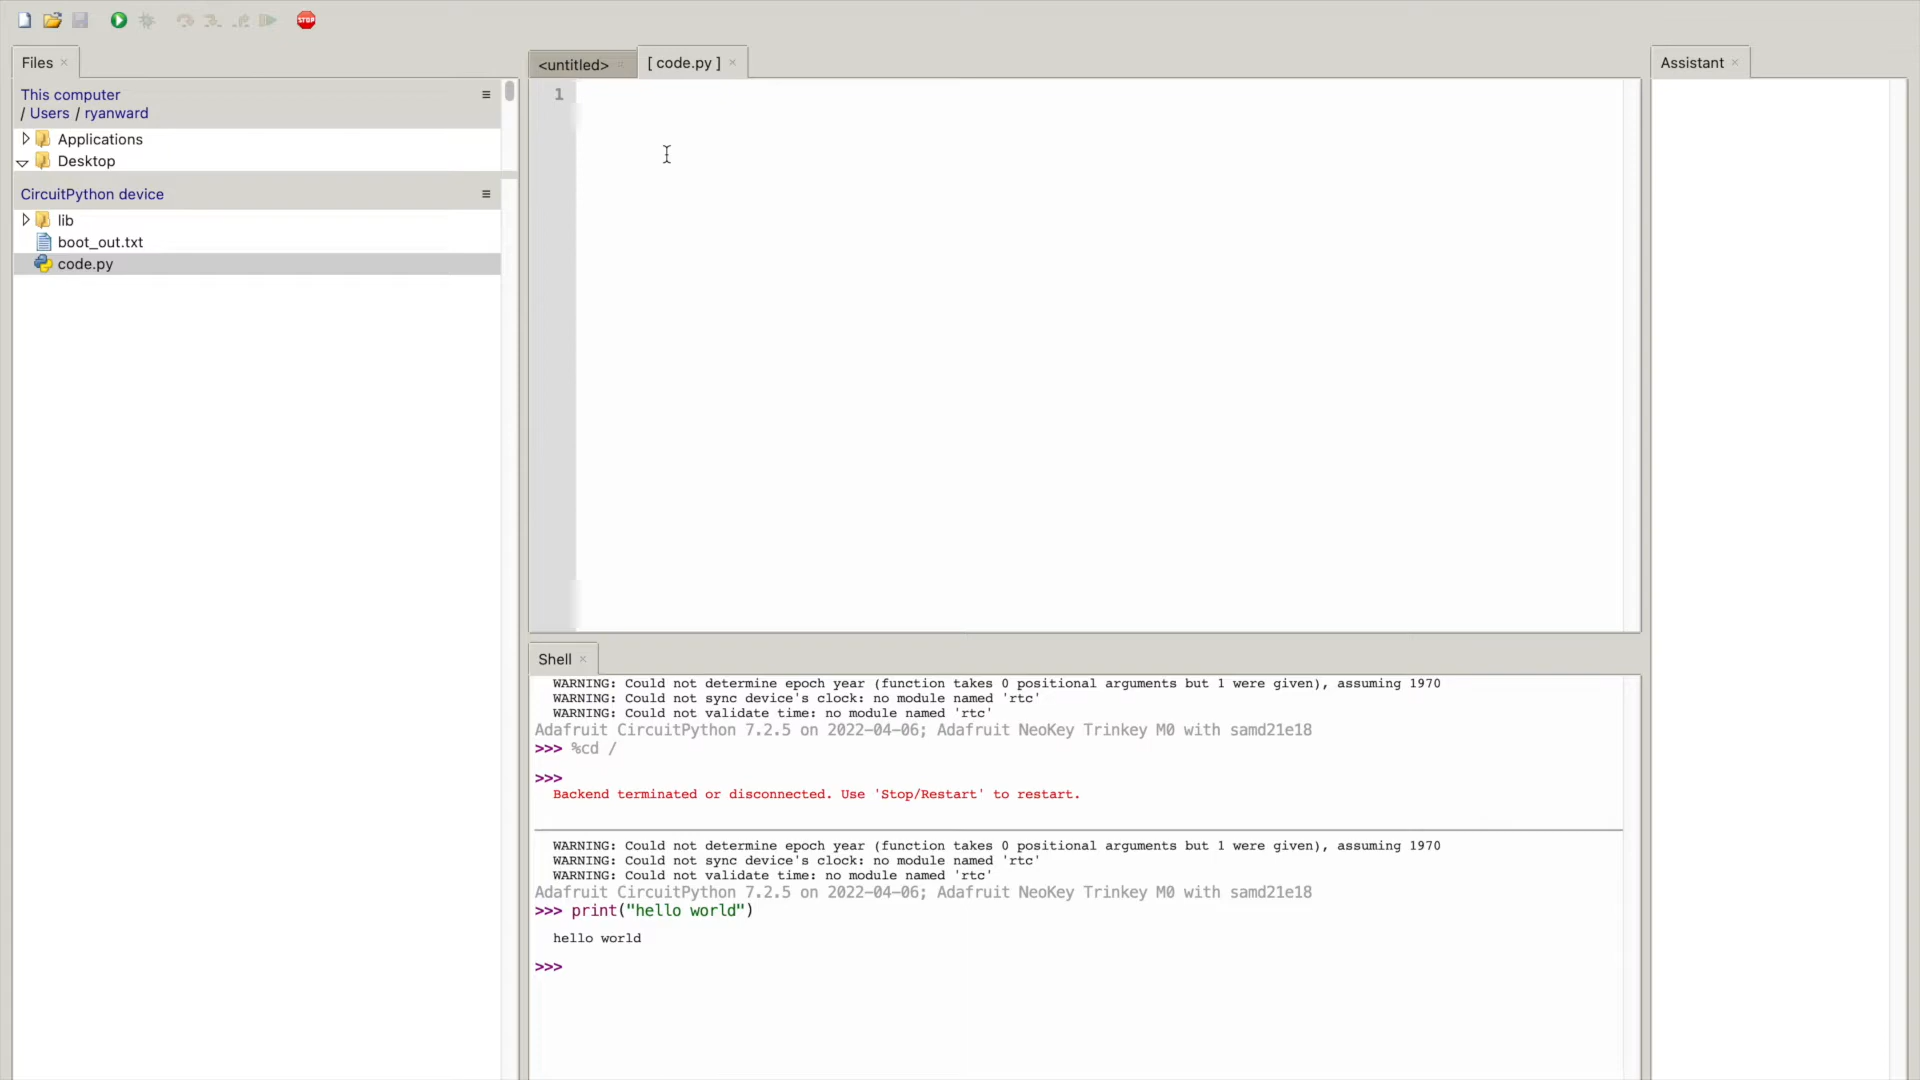 STOP
Files
This computer
/ Users / ryanward
Applications
Desktop
CircuitPython device
lib
boot_out.txt
code.py
<untitled>
[ code.py ]
1
Shell
WARNING: Could not determine epoch year (function takes 0 positional arguments but 1 were given), assuming 1970
WARNING: Could not sync device's clock: no module named 'rtc'
WARNING: Could not validate time: no module named 'rtc'
Adafruit CircuitPython 7.2.5 on 2022-04-06; Adafruit NeoKey Trinkey M0 with samd21e18
>>> %cd /
>>>
Backend terminated or disconnected. Use 'Stop/Restart' to restart.
WARNING: Could not determine epoch year (function takes 0 positional arguments but 1 were given), assuming 1970
WARNING: Could not sync device's clock: no module named 'rtc'
WARNING: Could not validate time: no module named 'rtc'
Adafruit CircuitPython 7.2.5 on 2022-04-06; Adafruit NeoKey Trinkey M0 with samd21e18
>>> print("hello world")
hello world
>>>
Assistant